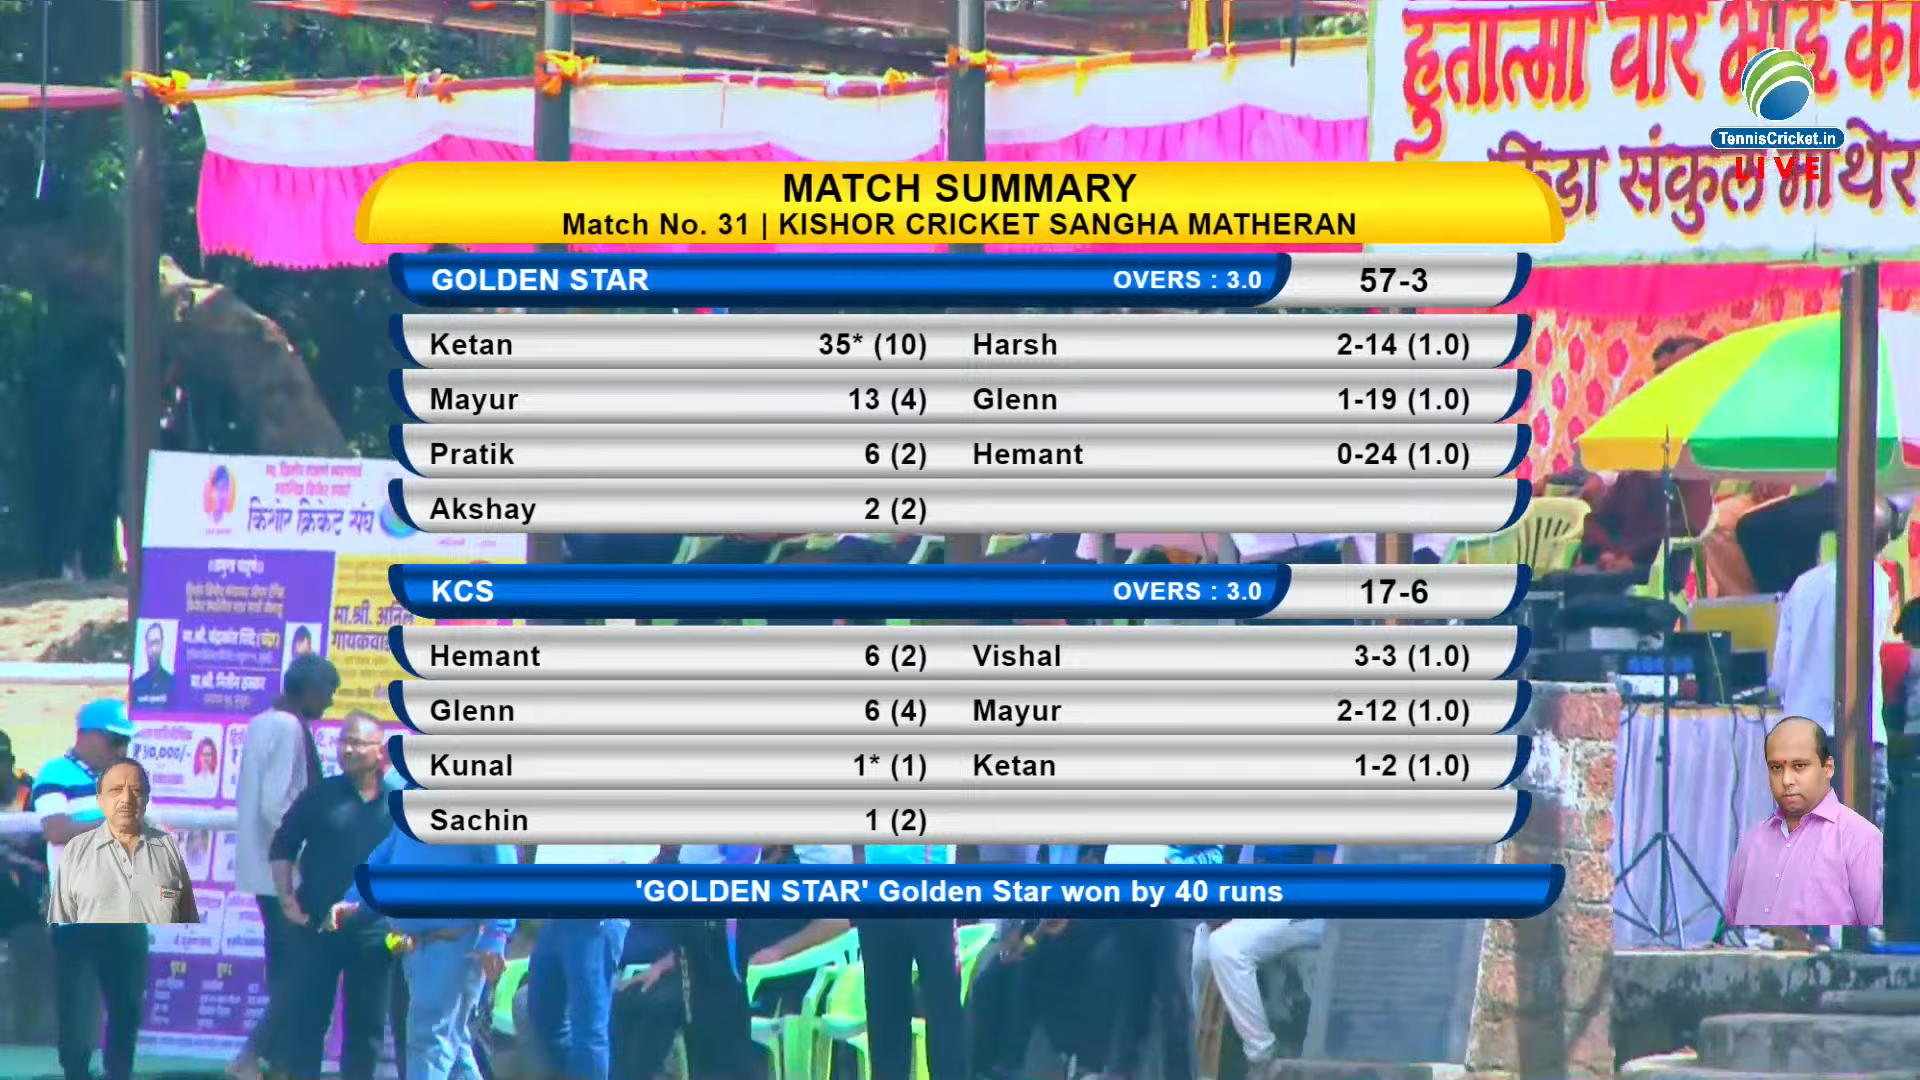 हुतात्मा वीर भाई को
TennisCricket.in
LIVE
क्रिडा संकुल माथेरा
MATCH SUMMARY
Match No. 31 | KISHOR CRICKET SANGHA MATHERAN
GOLDEN STAR OVERS : 3.0 57-3
Ketan 35* (10) Harsh 2-14 (1.0)
Mayur 13 (4) Glenn 1-19 (1.0)
Pratik 6 (2) Hemant 0-24 (1.0)
Akshay 2 (2)
KCS OVERS : 3.0 17-6
Hemant 6 (2) Vishal 3-3 (1.0)
Glenn 6 (4) Mayur 2-12 (1.0)
Kunal 1* (1) Ketan 1-2 (1.0)
Sachin 1 (2)
'GOLDEN STAR' Golden Star won by 40 runs
किशोर क्रिकेट संघ
मा.श्री. अनिल
गायकवाड